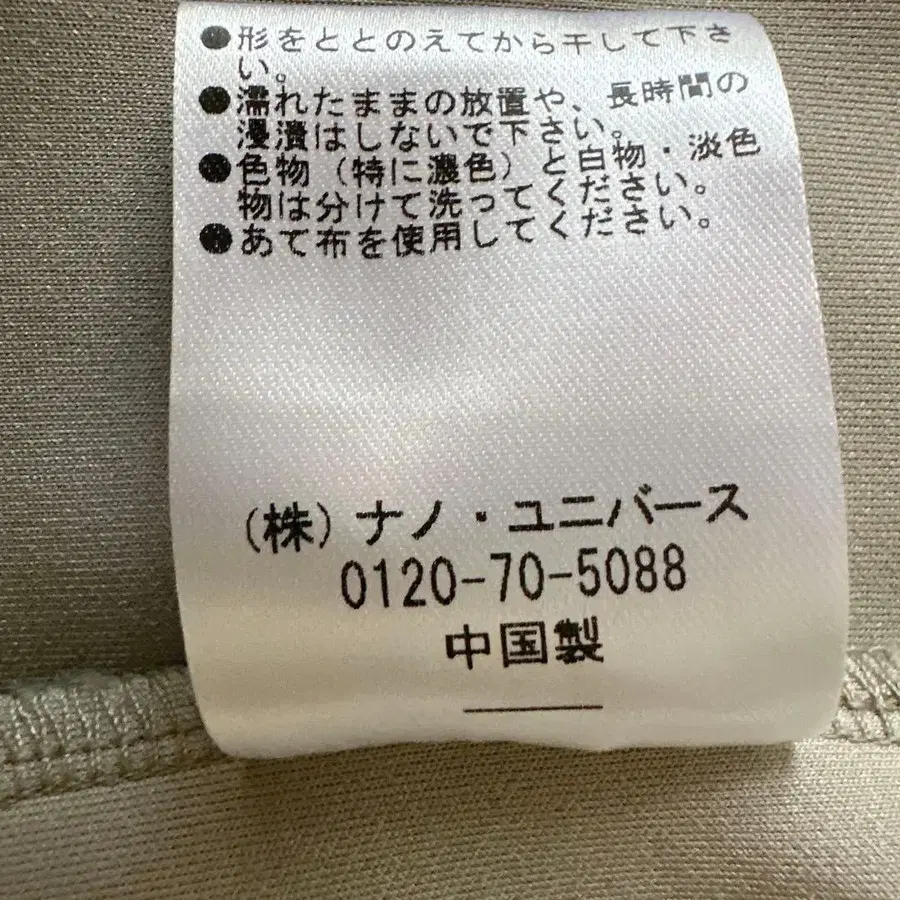 ●形をととのえてから干して下さ
い。
●濡れたままの放置や、長時間の
浸漬はしないで下さい。
●色物（特に濃色）と白物・淡色
物は分けて洗ってください。
●あて布を使用してください。
（株）ナノ・ユニバース
0120-70-5088
中国製